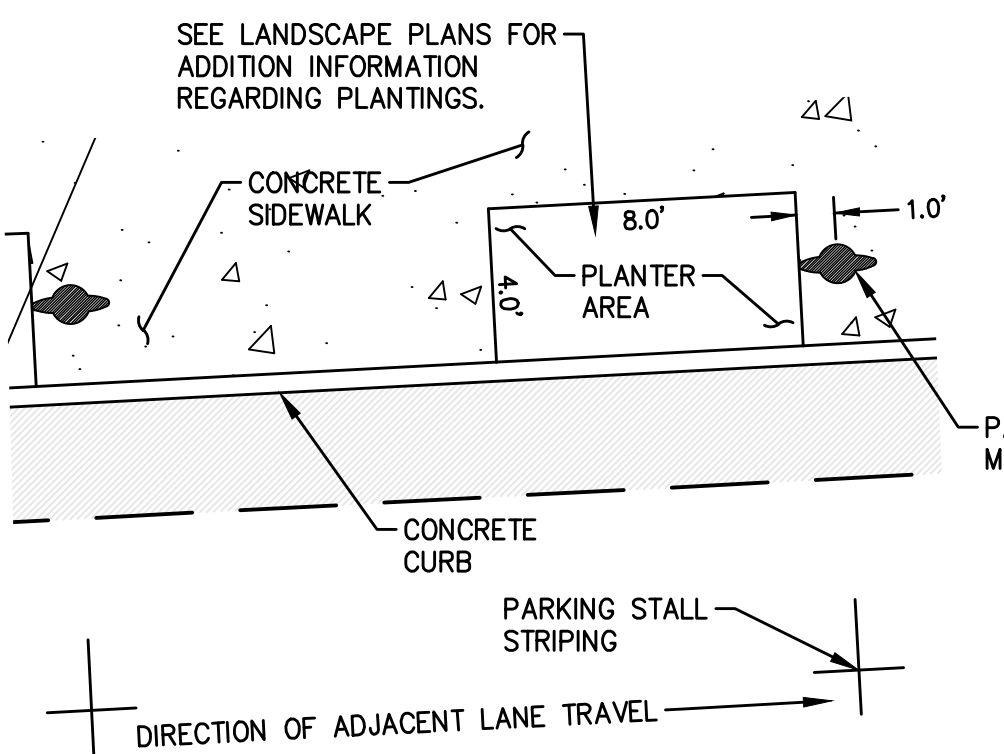 SEE LANDSCAPE PLANS FOR
ADDITION INFORMATION
REGARDING PLANTINGS.
CONCRETE
SIDEWALK
8.0'
1.0'
4.0'
PLANTER
AREA
CONCRETE
CURB
PARKING STALL
STRIPING
DIRECTION OF ADJACENT LANE TRAVEL